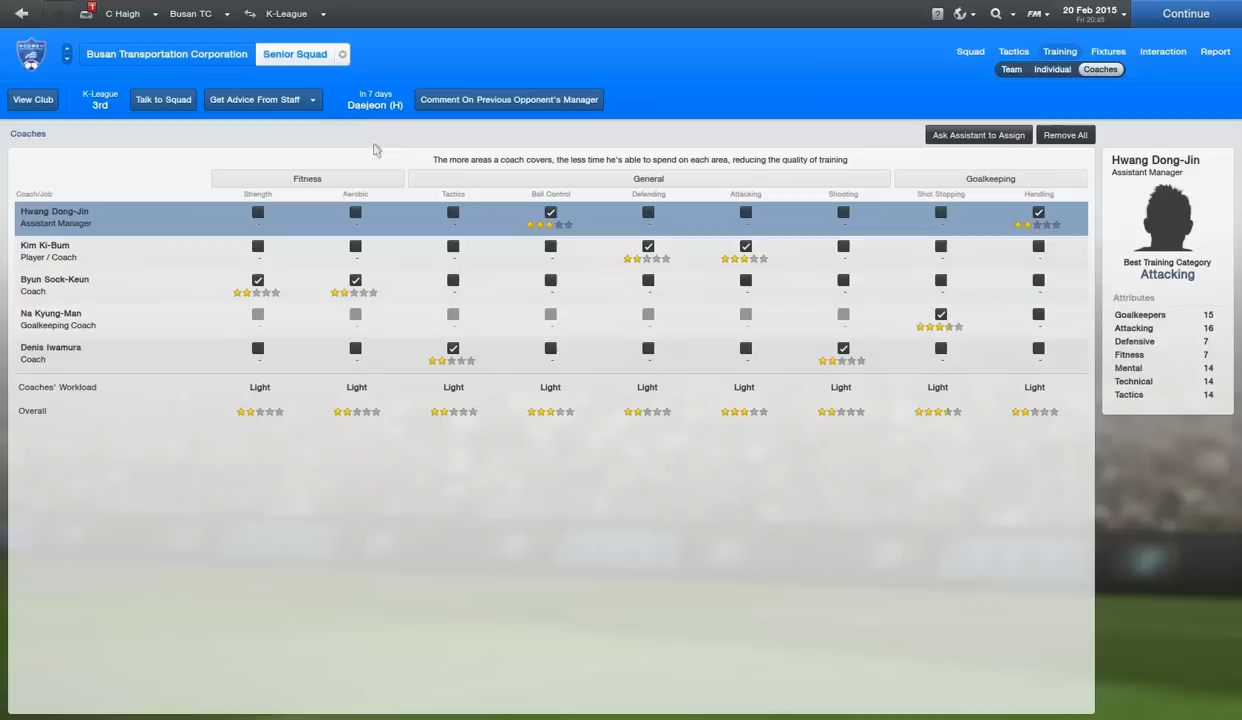 1
C Haigh
Busan TC
K-League
FM
20 Feb 2015
Fri 20:45
Continue
Busan Transportation Corporation
Senior Squad
Squad
Tactics
Training
Fixtures
Interaction
Report
Team
Individual
Coaches
View Club
K-League
3rd
Talk to Squad
Get Advice From Staff
In 7 days
Daejeon (H)
Comment On Previous Opponent's Manager
Coaches
Ask Assistant to Assign
Remove All
The more areas a coach covers, the less time he's able to spend on each area, reducing the quality of training
Fitness
General
Goalkeeping
Coach/Job
Strength
Aerobic
Tactics
Ball Control
Defending
Attacking
Shooting
Shot Stopping
Handling
Hwang Dong-Jin
Assistant Manager
- - - - - - -
Kim Ki-Bum
Player / Coach
- - - - - - -
Byun Sock-Keun
Coach
- - - - - - -
Na Kyung-Man
Goalkeeping Coach
- - - - - - - -
Denis Iwamura
Coach
- - - - - - -
Coaches' Workload
Light Light Light Light Light Light Light Light Light
Overall
Hwang Dong-Jin
Assistant Manager
Best Training Category
Attacking
Attributes
Goalkeepers 15
Attacking 16
Defensive 7
Fitness 7
Mental 14
Technical 14
Tactics 14